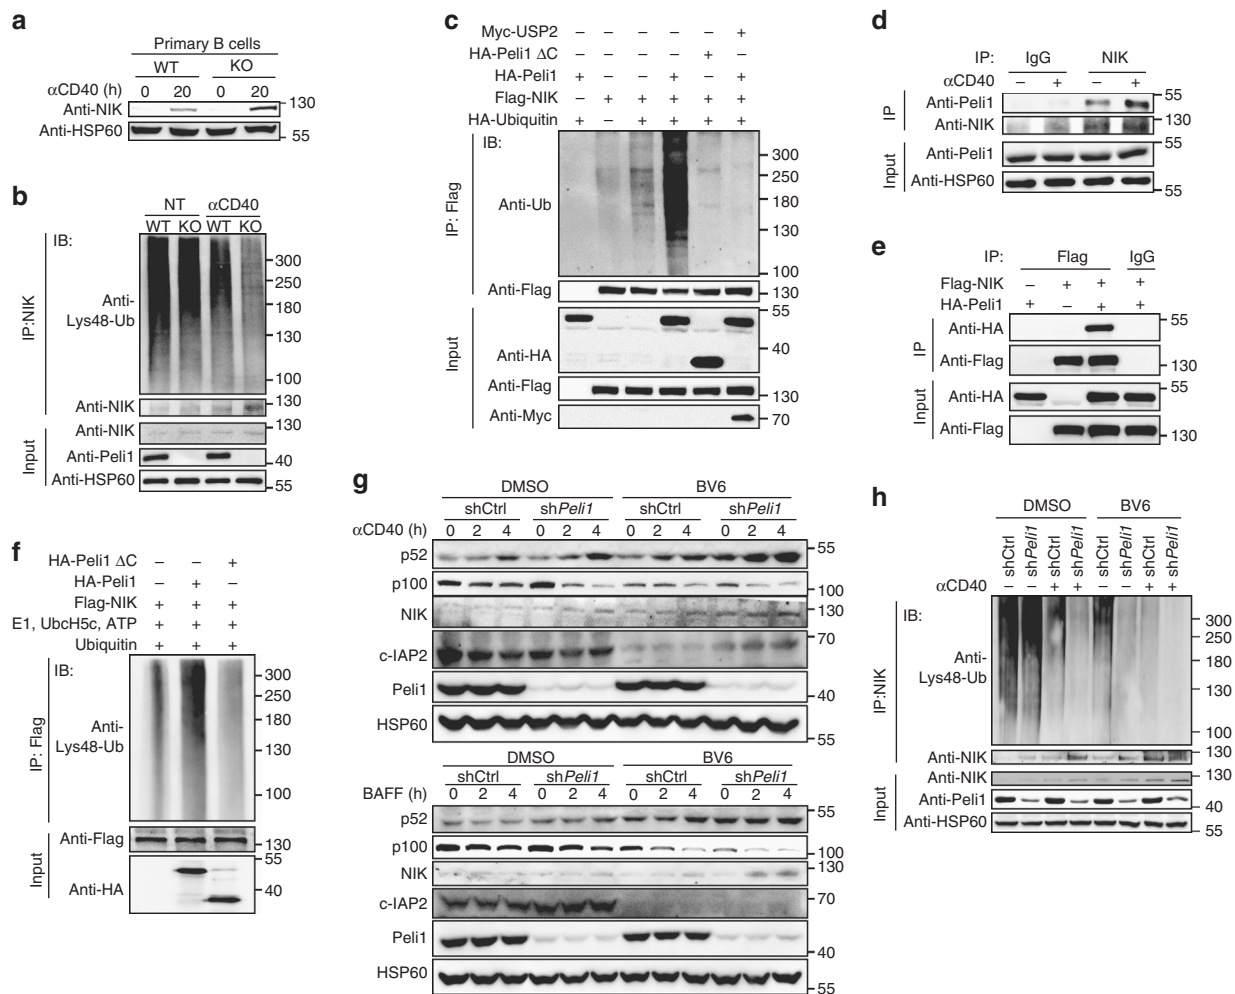 a
Primary B cells
WT KO
αCD40 (h) 0 20 0 20
Anti-NIK 130
Anti-HSP60 55
b
NT αCD40
WT KO WT KO
IB:
IP:NIK
Anti-
Lys48-Ub
300
250
180
130
100
Anti-NIK 130
Input
Anti-NIK 130
Anti-Peli1 40
Anti-HSP60 55
c
Myc-USP2 – – – – – +
HA-Peli1 ΔC – – – – + –
HA-Peli1 + – – + – +
Flag-NIK – + + + + +
HA-Ubiquitin + – + + + +
IB:
IP: Flag
Anti-Ub
300
250
180
130
100
Anti-Flag 130
Input
55
Anti-HA 40
Anti-Flag 130
Anti-Myc 70
d
IP: IgG NIK
αCD40 – + – +
IP
Anti-Peli1 55
Anti-NIK 130
Input
Anti-Peli1 55
Anti-HSP60 55
e
IP: Flag IgG
Flag-NIK – + + +
HA-Peli1 + – + +
IP
Anti-HA 55
Anti-Flag 130
Input
Anti-HA 55
Anti-Flag 130
f
HA-Peli1 ΔC – – +
HA-Peli1 – + –
Flag-NIK + + +
E1, UbcH5c, ATP + + +
Ubiquitin + + +
IB:
IP: Flag
Anti-
Lys48-Ub
300
250
180
130
100
Input
Anti-Flag 130
55
Anti-HA 40
g
DMSO BV6
shCtrl shPeli1 shCtrl shPeli1
αCD40 (h) 0 2 4 0 2 4 0 2 4 0 2 4
p52 55
p100 100
NIK 130
c-IAP2 70
Peli1 40
HSP60 55
DMSO BV6
shCtrl shPeli1 shCtrl shPeli1
BAFF (h) 0 2 4 0 2 4 0 2 4 0 2 4
p52 55
p100 100
NIK 130
c-IAP2 70
Peli1 40
HSP60 55
h
DMSO BV6
shCtrl shPeli1 shCtrl shPeli1 shCtrl shPeli1 shCtrl shPeli1
αCD40 – – + + – – + +
IB:
IP:NIK
Anti-
Lys48-Ub
300
250
180
130
100
Anti-NIK 130
Input
Anti-NIK 130
Anti-Peli1 40
Anti-HSP60 55